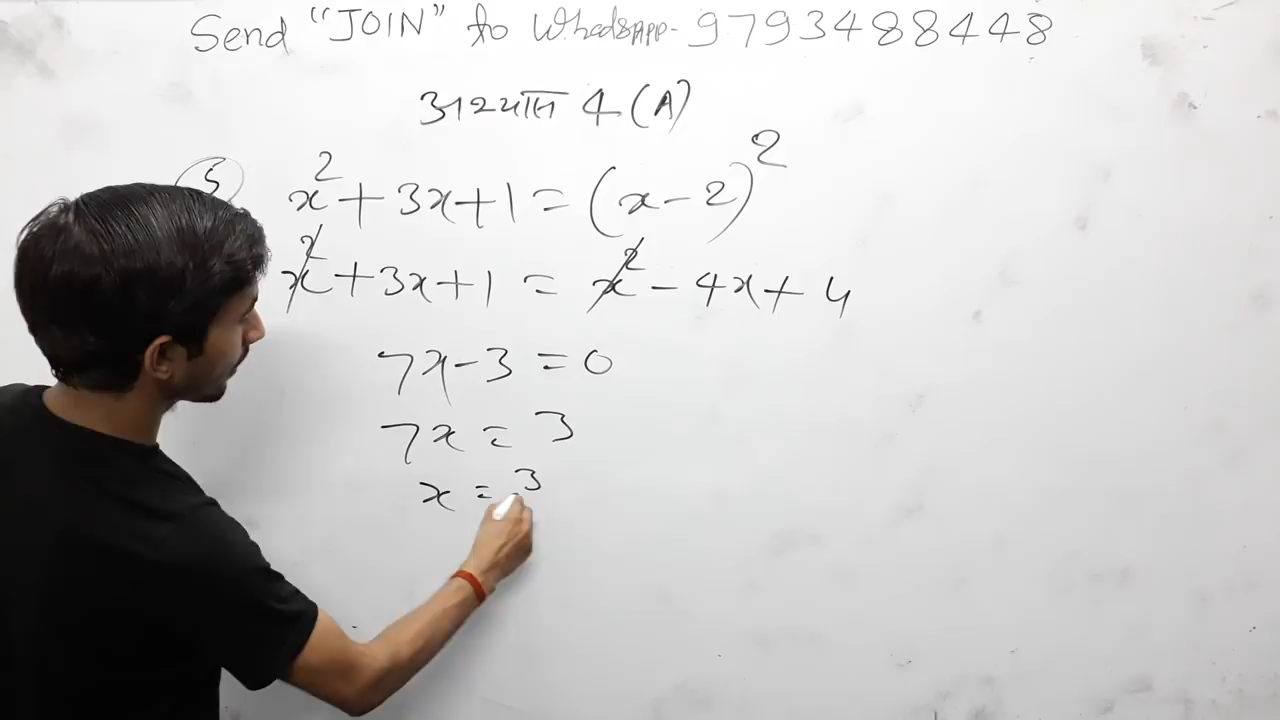 Send "JOIN" to WhatsApp- 9793488448
अभ्यास 4 (A)
5 x² + 3x + 1 = (x - 2)²
x² + 3x + 1 = x² - 4x + 4
7x - 3 = 0
7x = 3
x = 3